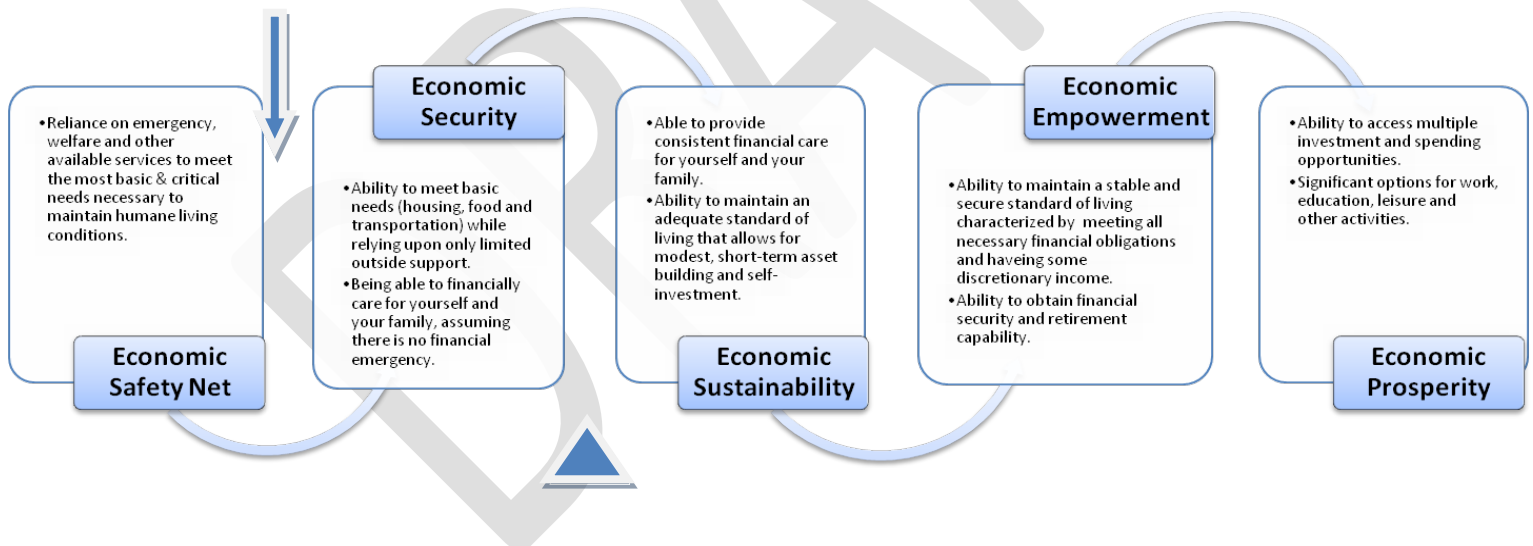 •Reliance on emergency,
welfare and other
available services to meet
the most basic & critical
needs necessary to
maintain humane living
conditions.
Economic
Safety Net
Economic
Security
•Ability to meet basic
needs (housing, food and
transportation) while
relying upon only limited
outside support.
•Being able to financially
care for yourself and
your family, assuming
there is no financial
emergency.
•Able to provide
consistent financial care
for yourself and your
family.
•Ability to maintain an
adequate standard of
living that allows for
modest, short-term asset
building and self-
investment.
Economic
Sustainability
Economic
Empowerment
•Ability to maintain a stable and
secure standard of living
characterized by  meeting all
necessary financial obligations
and haveing some
discretionary income.
•Ability to obtain financial
security and retirement
capability.
•Ability to access multiple
investment and spending
opportunities.
•Significant options for work,
education, leisure and
other activities.
Economic
Prosperity